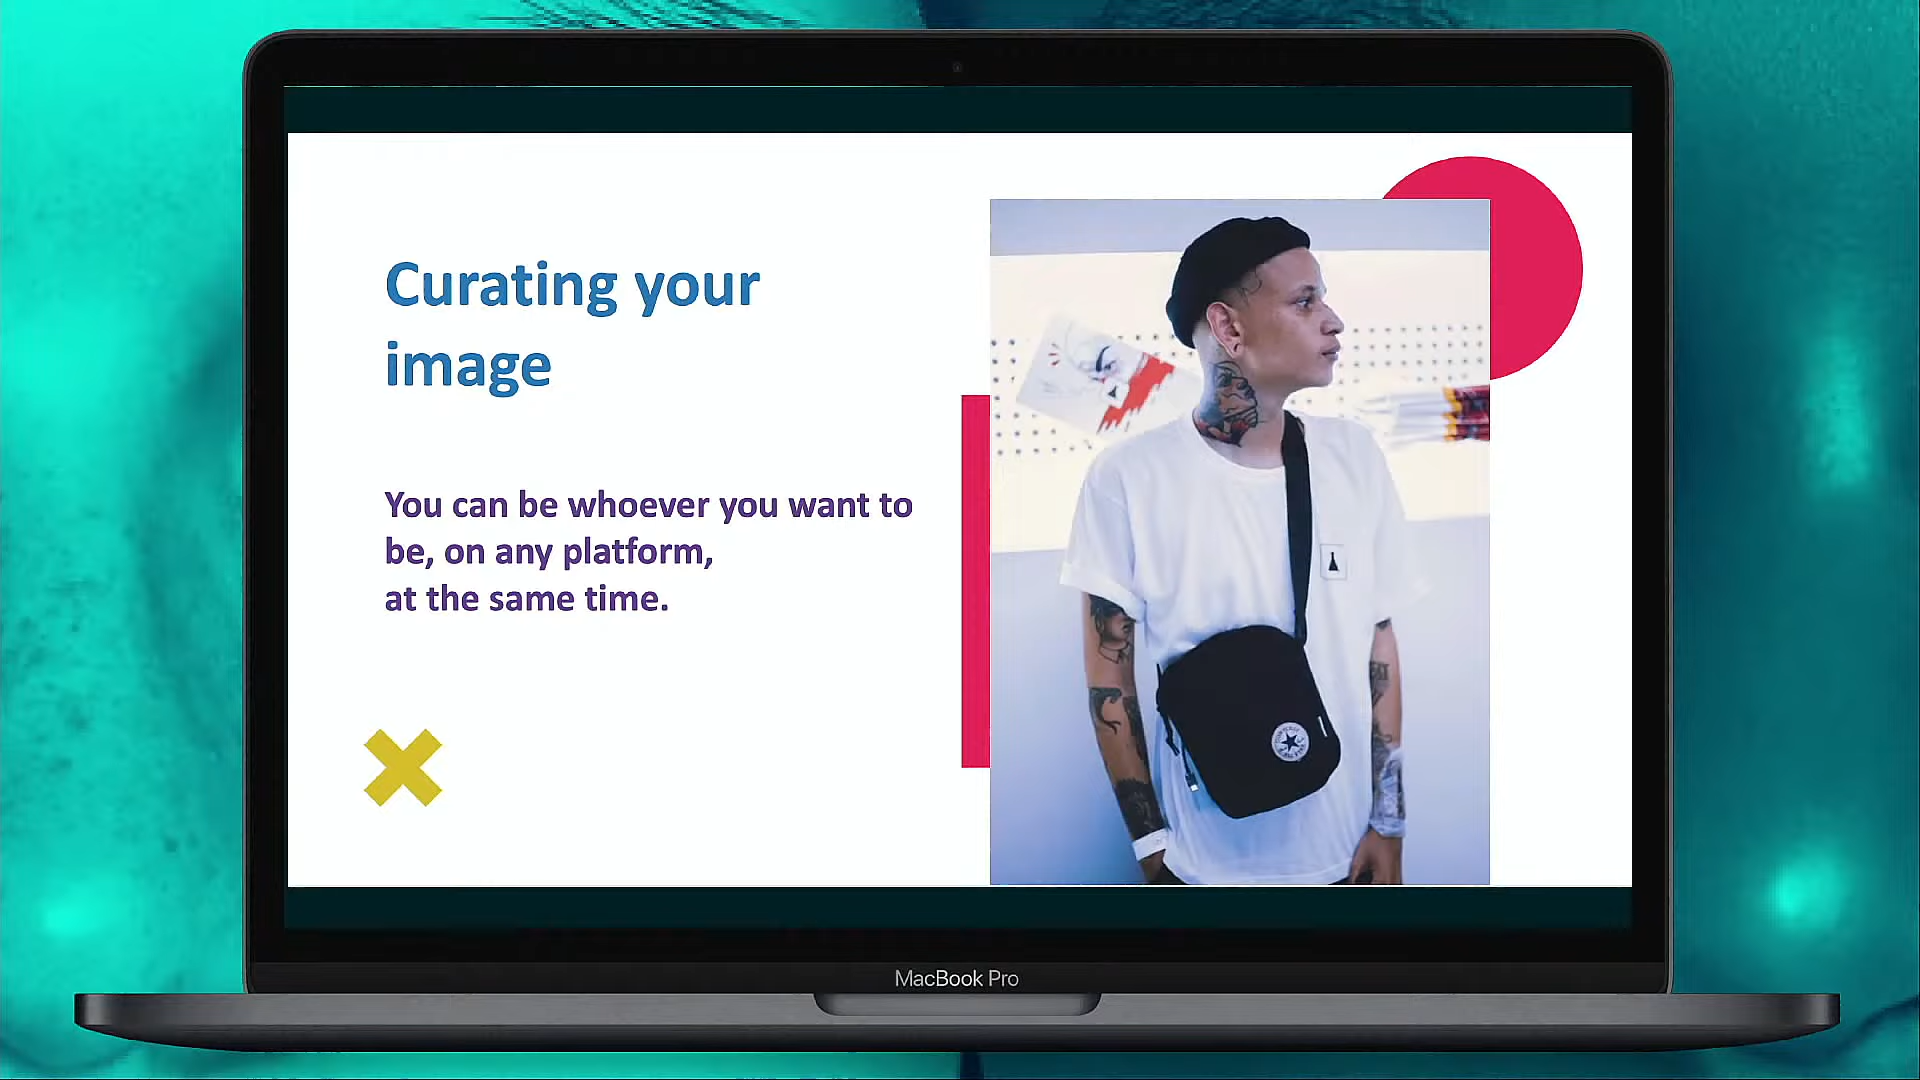 Curating your
image
You can be whoever you want to
be, on any platform,
at the same time.
MacBook Pro